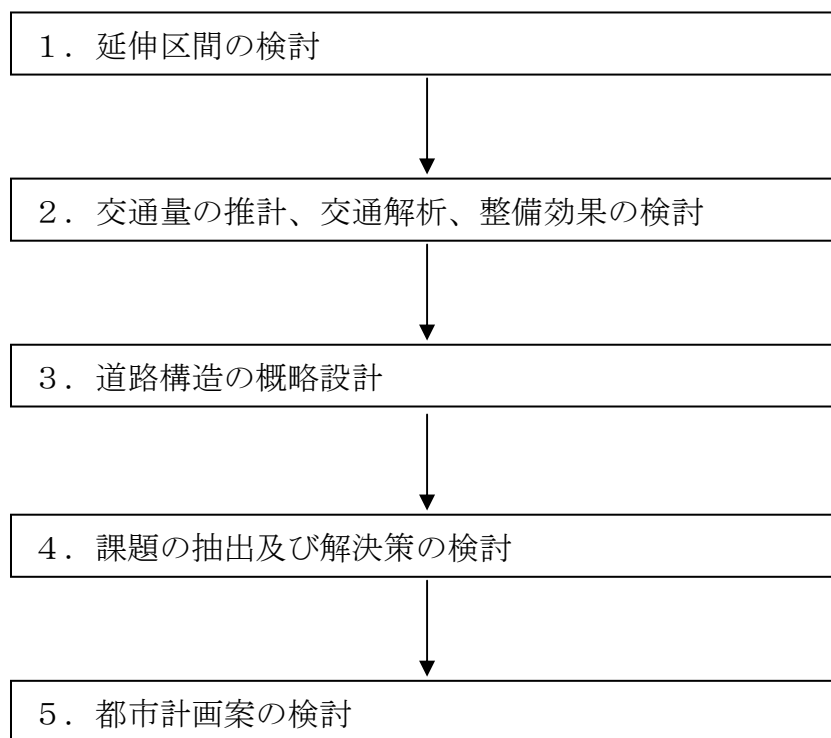 １．延伸区間の検討
２．交通量の推計、交通解析、整備効果の検討
３．道路構造の概略設計
４．課題の抽出及び解決策の検討
５．都市計画案の検討